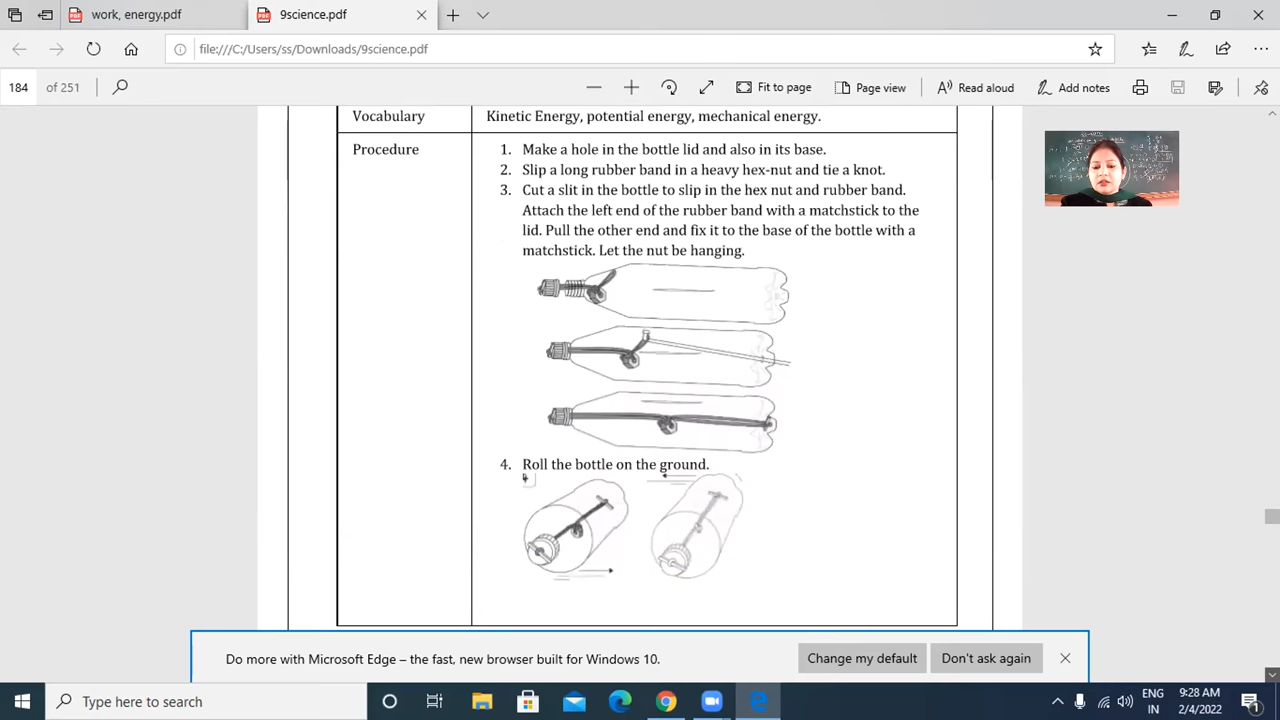 work, energy.pdf
9science.pdf
file:///C:/Users/ss/Downloads/9science.pdf
184 of 251
Fit to page
Page view
Read aloud
Add notes
Vocabulary
Kinetic Energy, potential energy, mechanical energy.
Procedure
1. Make a hole in the bottle lid and also in its base.
2. Slip a long rubber band in a heavy hex-nut and tie a knot.
3. Cut a slit in the bottle to slip in the hex nut and rubber band.
Attach the left end of the rubber band with a matchstick to the
lid. Pull the other end and fix it to the base of the bottle with a
matchstick. Let the nut be hanging.
4. Roll the bottle on the ground.
Do more with Microsoft Edge – the fast, new browser built for Windows 10.
Change my default
Don't ask again
Type here to search
ENG
IN
9:28 AM
2/4/2022
1